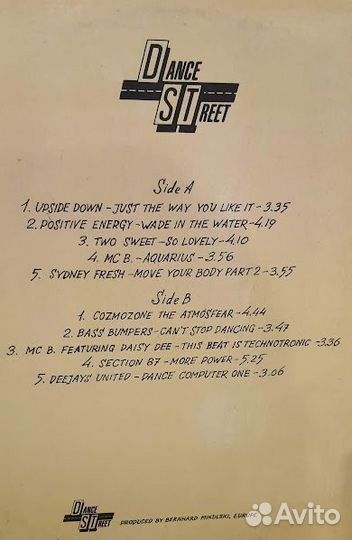 DANCE
STREET
Side A
1. UPSIDE DOWN - JUST THE WAY YOU LIKE IT - 3.35
2. POSITIVE ENERGY - WADE IN THE WATER - 4.19
3. TWO SWEET - SO LOVELY - 4.10
4. MC B. - AQUARIUS - 3.56
5. SYDNEY FRESH - MOVE YOUR BODY PART 2 - 3.55
Side B
1. COZMOZONE THE ATMOSFEAR - 4.44
2. BASS BUMPERS - CAN'T STOP DANCING - 3.47
3. MC B. FEATURING DAISY DEE - THIS BEAT IS TECHNOTRONIC - 3.36
4. SECTION 87 - MORE POWER - 5.25
5. DEEJAYS' UNITED - DANCE COMPUTER ONE - 3.06
DANCE
STREET
PRODUCED BY BERNHARD MIKULSKI, EUROPE
Avito